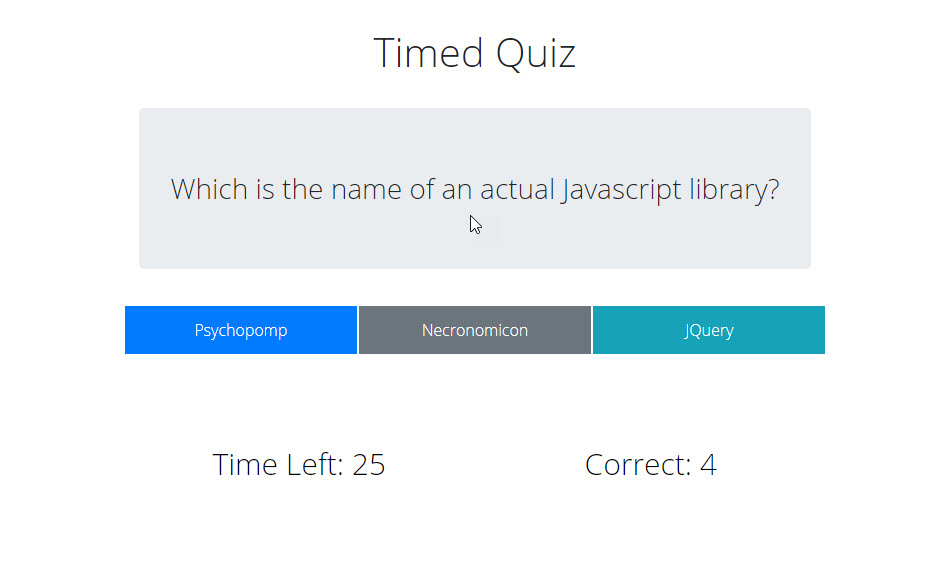 Timed Quiz
Which is the name of an actual Javascript library?
Psychopomp Necronomicon JQuery
Time Left: 25 Correct: 4